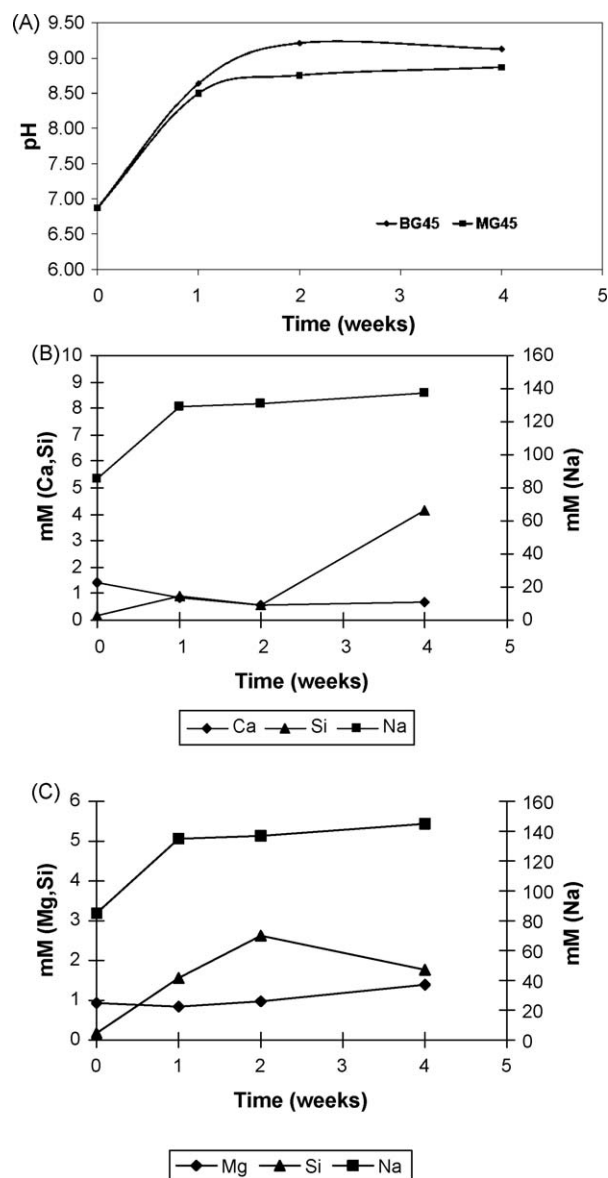 (A)
9.50
9.00
8.50
8.00
7.50
7.00
6.50
6.00
pH
BG45 MG45
0 1 2 3 4 5
Time (weeks)
(B)
10
9
8
7
6
5
4
3
2
1
0
mM (Ca,Si)
160
140
120
100
80
60
40
20
0
mM (Na)
0 1 2 3 4 5
Time (weeks)
Ca Si Na
(C)
6
5
4
3
2
1
0
mM (Mg,Si)
160
140
120
100
80
60
40
20
0
mM (Na)
0 1 2 3 4 5
Time (weeks)
Mg Si Na